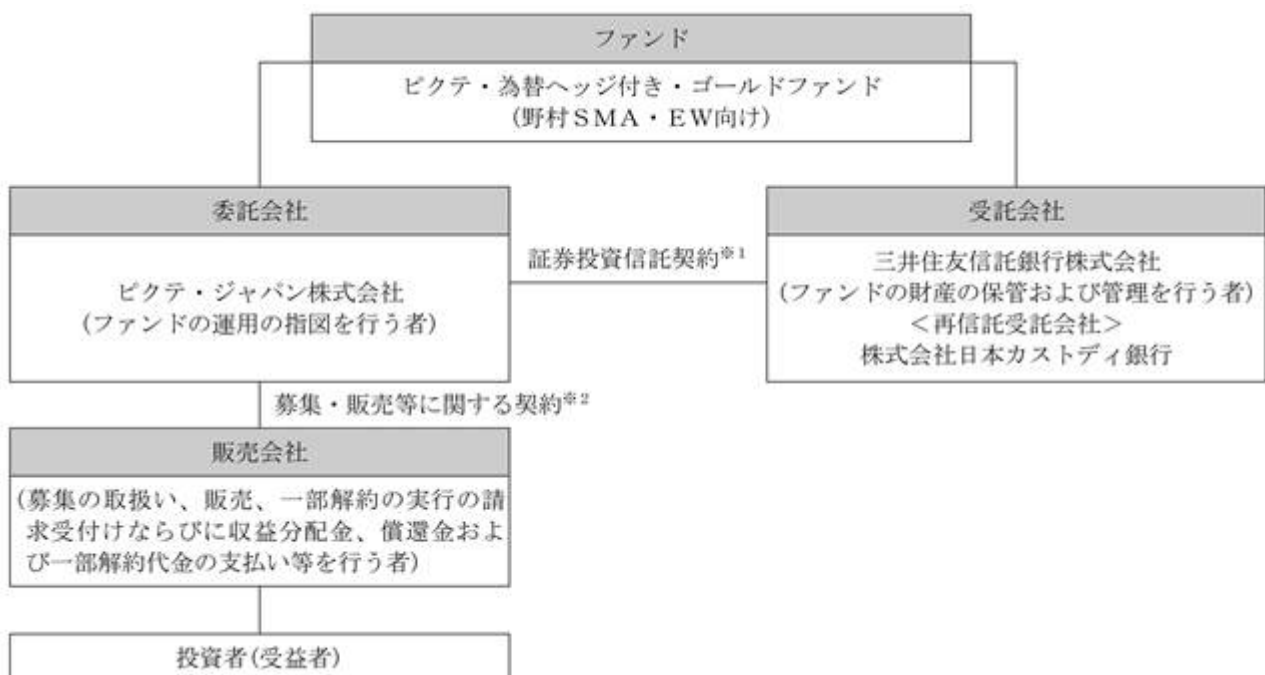 ファンド
ピクテ・為替ヘッジ付き・ゴールドファンド
(野村SMA・EW向け)
委託会社
ピクテ・ジャパン株式会社
(ファンドの運用の指図を行う者)
証券投資信託契約※1
受託会社
三井住友信託銀行株式会社
(ファンドの財産の保管および管理を行う者)
<再信託受託会社>
株式会社日本カストディ銀行
募集・販売等に関する契約※2
販売会社
(募集の取扱い、販売、一部解約の実行の請
求受付けならびに収益分配金、償還金およ
び一部解約代金の支払い等を行う者)
投資者(受益者)